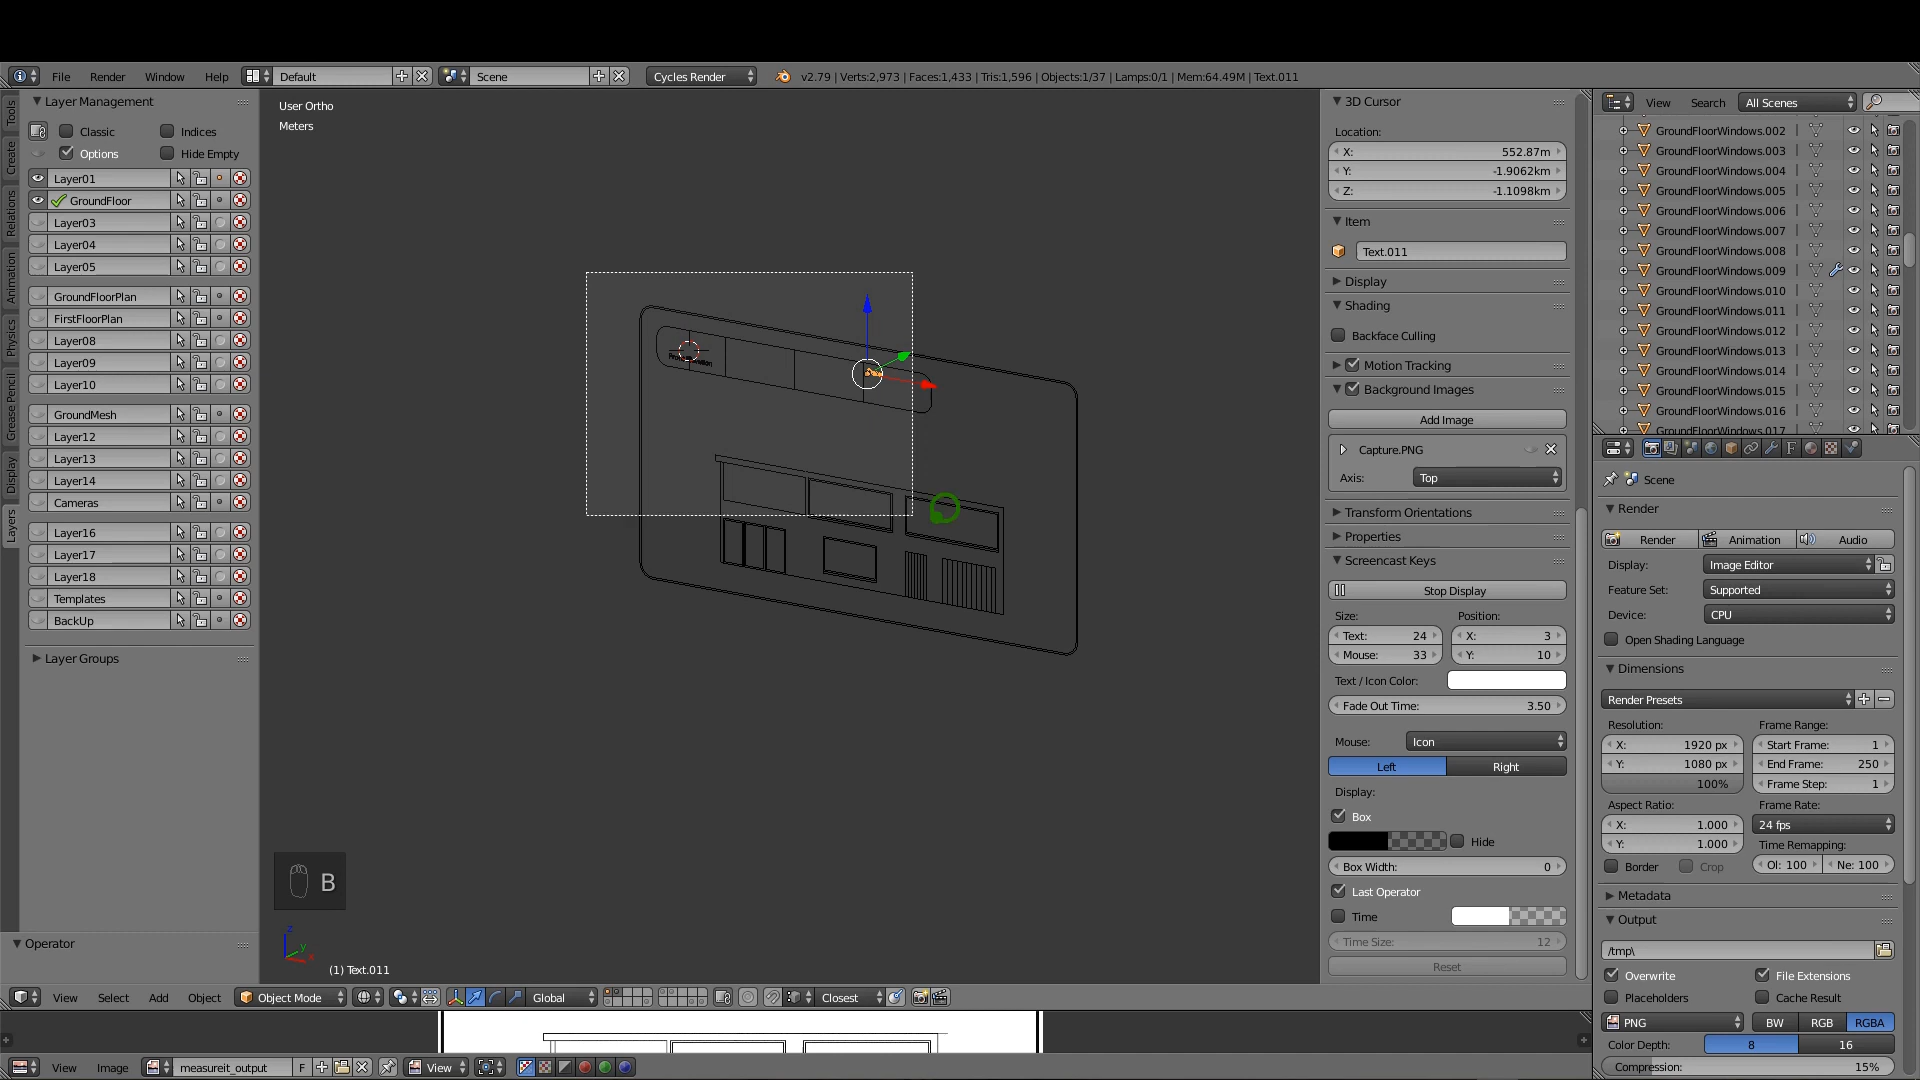 File Render Window Help Default Scene Cycles Render v2.79 | Verts:2,973 | Faces:1,433 | Tris:1,596 | Objects:1/37 | Lamps:0/1 | Mem:64.49M | Text.011
Tools
Create
Relations
Animation
Physics
Grease Pencil
Display
Layers
Layer Management
Classic Indices
Options Hide Empty
Layer01
GroundFloor
Layer03
Layer04
Layer05
GroundFloorPlan
FirstFloorPlan
Layer08
Layer09
Layer10
GroundMesh
Layer12
Layer13
Layer14
Cameras
Layer16
Layer17
Layer18
Templates
BackUp
Layer Groups
Operator
User Ortho
Meters
B
z
y
x
(1) Text.011
View Select Add Object Object Mode Global Closest
View Image measureit_output F View
3D Cursor
Location:
X: 552.87m
Y: -1.9062km
Z: -1.1098km
Item
Text.011
Display
Shading
Backface Culling
Motion Tracking
Background Images
Add Image
Capture.PNG
Axis: Top
Transform Orientations
Properties
Screencast Keys
Stop Display
Size: Position:
Text: 24 X: 3
Mouse: 33 Y: 10
Text / Icon Color:
Fade Out Time: 3.50
Mouse: Icon
Left Right
Display:
Box
Hide
Box Width: 0
Last Operator
Time
Time Size: 12
Reset
View Search All Scenes
GroundFloorWindows.002
GroundFloorWindows.003
GroundFloorWindows.004
GroundFloorWindows.005
GroundFloorWindows.006
GroundFloorWindows.007
GroundFloorWindows.008
GroundFloorWindows.009
GroundFloorWindows.010
GroundFloorWindows.011
GroundFloorWindows.012
GroundFloorWindows.013
GroundFloorWindows.014
GroundFloorWindows.015
GroundFloorWindows.016
GroundFloorWindows.017
Scene
Render
Render Animation Audio
Display: Image Editor
Feature Set: Supported
Device: CPU
Open Shading Language
Dimensions
Render Presets
Resolution: Frame Range:
X: 1920 px Start Frame: 1
Y: 1080 px End Frame: 250
100% Frame Step: 1
Aspect Ratio: Frame Rate:
X: 1.000 24 fps
Y: 1.000 Time Remapping:
Border Crop Ol: 100 Ne: 100
Metadata
Output
/tmp\
Overwrite File Extensions
Placeholders Cache Result
PNG BW RGB RGBA
Color Depth: 8 16
Compression: 15%